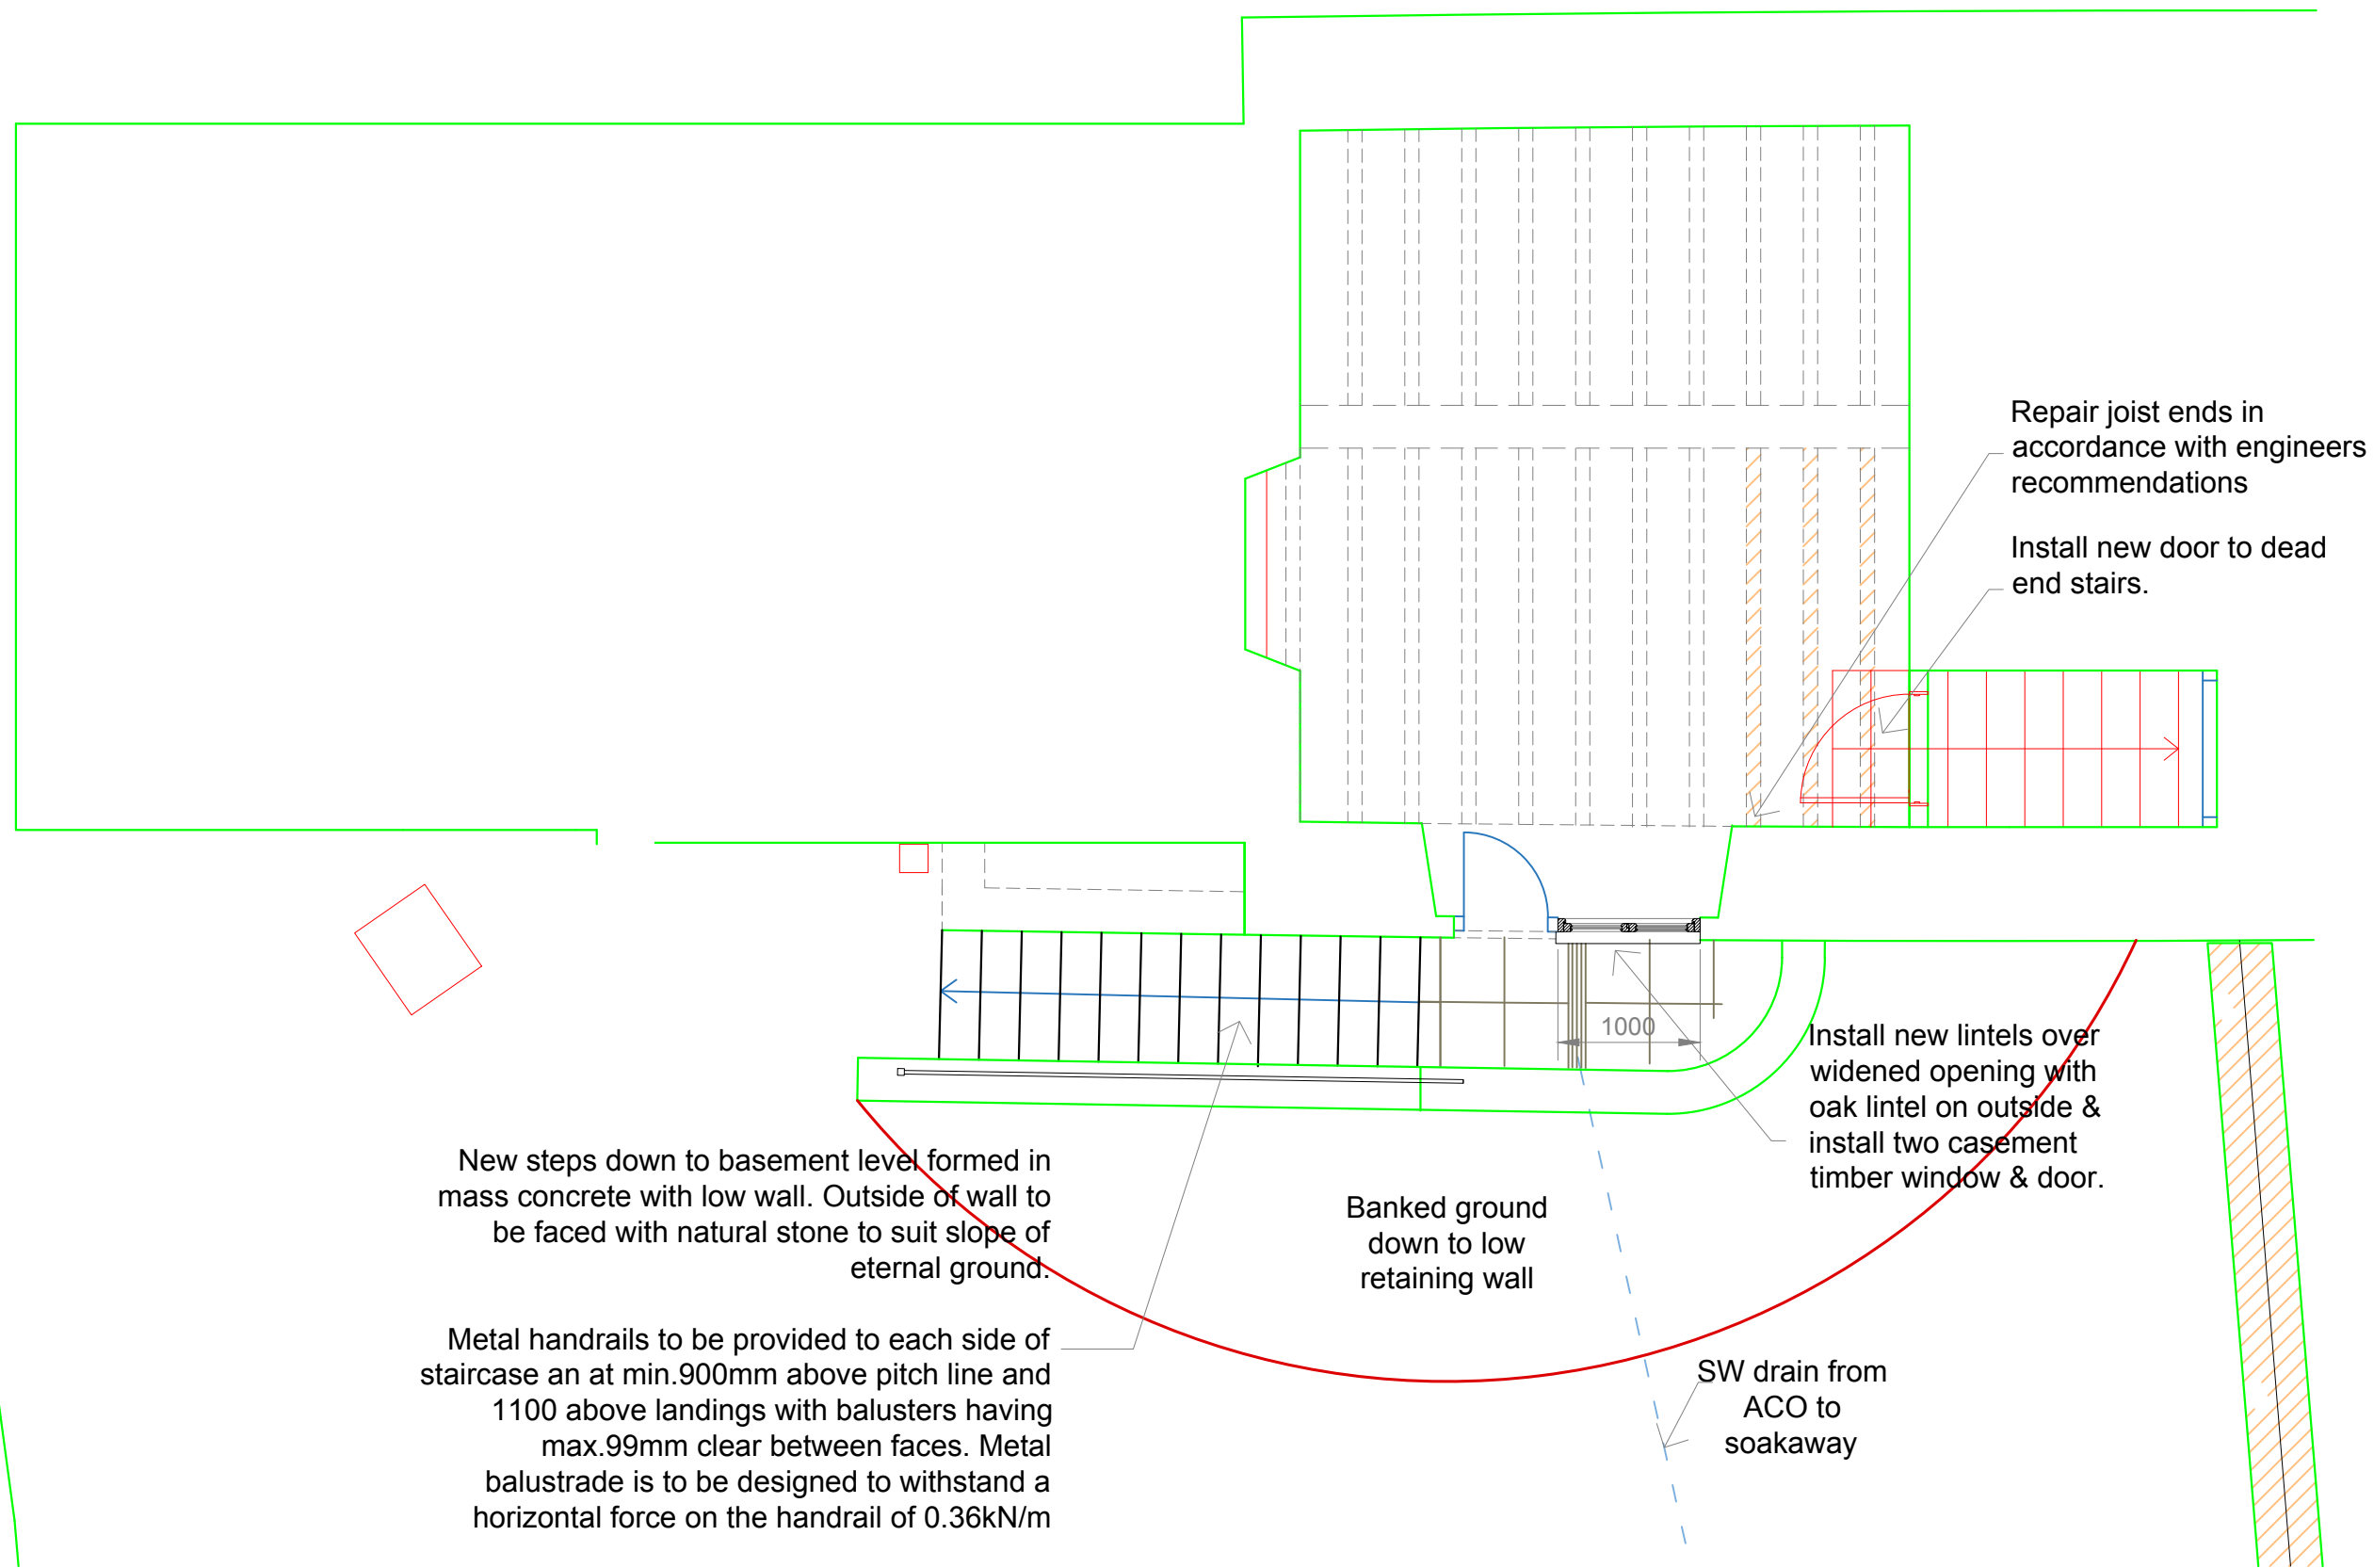 Repair joist ends in
accordance with engineers
recommendations
Install new door to dead
end stairs.
1000
Install new lintels over
widened opening with
oak lintel on outside &
install two casement
timber window & door.
New steps down to basement level formed in
mass concrete with low wall. Outside of wall to
be faced with natural stone to suit slope of
eternal ground.
Banked ground
down to low
retaining wall
Metal handrails to be provided to each side of
staircase an at min.900mm above pitch line and
1100 above landings with balusters having
max.99mm clear between faces. Metal
balustrade is to be designed to withstand a
horizontal force on the handrail of 0.36kN/m
SW drain from
ACO to
soakaway